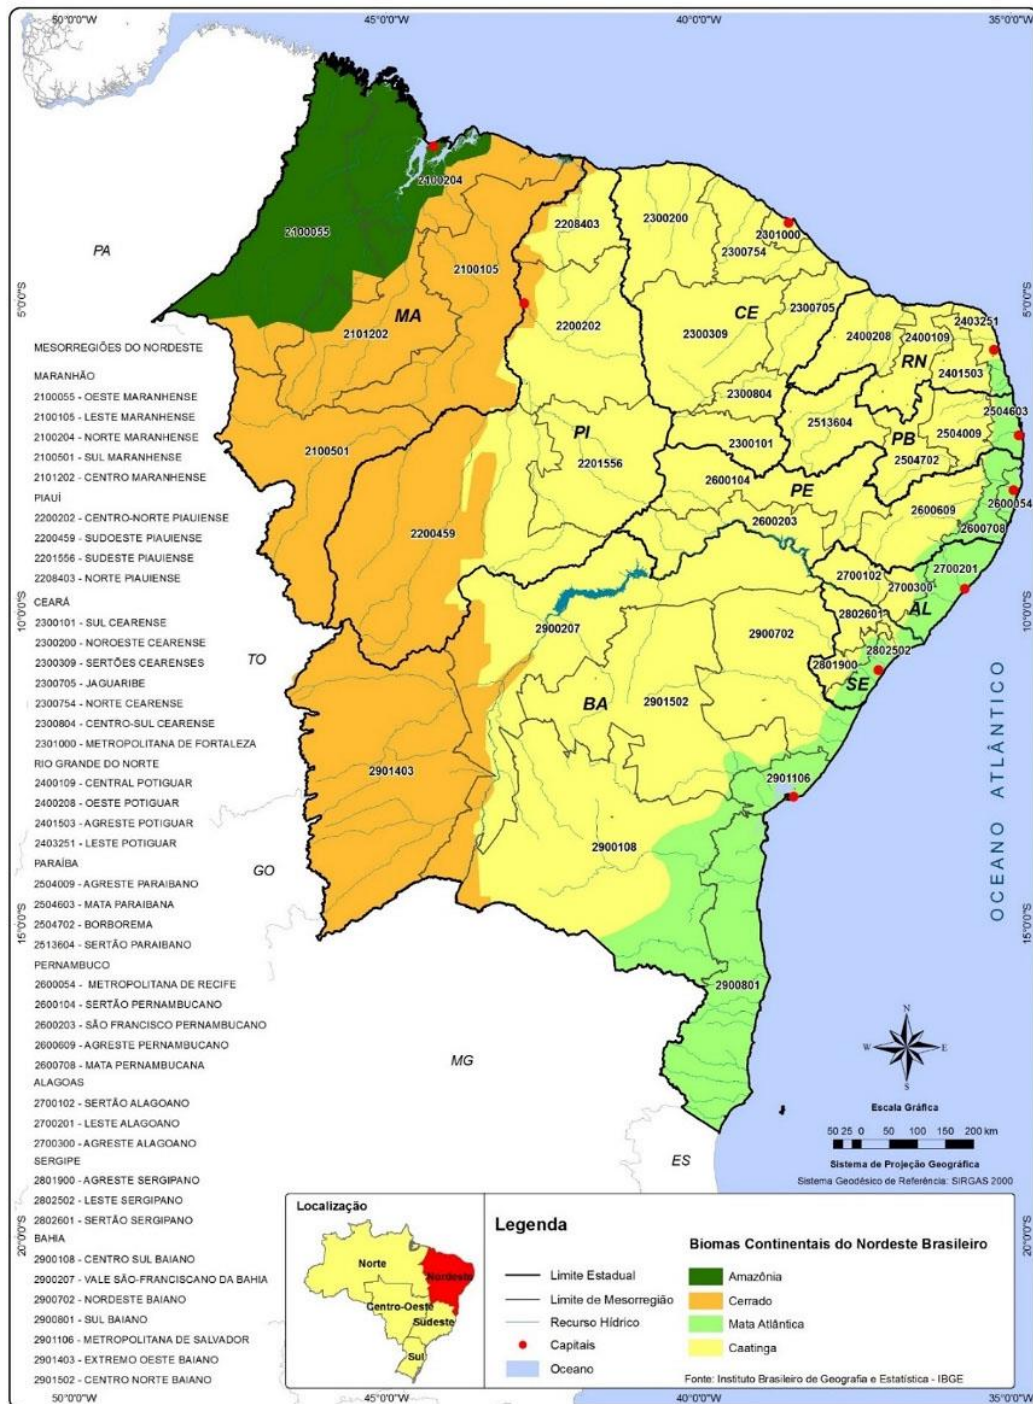 50°0'0"W 45°0'0"W 40°0'0"W 35°0'0"W
5°0'0"S 5°0'0"S
10°0'0"S 10°0'0"S
15°0'0"S 15°0'0"S
20°0'0"S 20°0'0"S
PA
TO
GO
MG
ES
MA
PI
CE
RN
PB
PE
AL
SE
BA
2100055
2100204
2100105
2101202
2100501
2208403
2200202
2201556
2200459
2300200
2301000
2300754
2300705
2300309
2300804
2300101
2400208
2400109
2403251
2401503
2513604
2504603
2504009
2504702
2600104
2600203
2600609
2600054
2600708
2700102
2700201
2700300
2802601
2802502
2801900
2900207
2900702
2901502
2901403
2901106
2900108
2900801
OCEANO ATLÂNTICO
MESORREGIÕES DO NORDESTE
MARANHÃO
2100055 - OESTE MARANHENSE
2100105 - LESTE MARANHENSE
2100204 - NORTE MARANHENSE
2100501 - SUL MARANHENSE
2101202 - CENTRO MARANHENSE
PIAUÍ
2200202 - CENTRO-NORTE PIAUIENSE
2200459 - SUDOESTE PIAUIENSE
2201556 - SUDESTE PIAUIENSE
2208403 - NORTE PIAUIENSE
CEARÁ
2300101 - SUL CEARENSE
2300200 - NOROESTE CEARENSE
2300309 - SERTÕES CEARENSES
2300705 - JAGUARIBE
2300754 - NORTE CEARENSE
2300804 - CENTRO-SUL CEARENSE
2301000 - METROPOLITANA DE FORTALEZA
RIO GRANDE DO NORTE
2400109 - CENTRAL POTIGUAR
2400208 - OESTE POTIGUAR
2401503 - AGRESTE POTIGUAR
2403251 - LESTE POTIGUAR
PARAÍBA
2504009 - AGRESTE PARAIBANO
2504603 - MATA PARAIBANA
2504702 - BORBOREMA
2513604 - SERTÃO PARAIBANO
PERNAMBUCO
2600054 - METROPOLITANA DE RECIFE
2600104 - SERTÃO PERNAMBUCANO
2600203 - SÃO FRANCISCO PERNAMBUCANO
2600609 - AGRESTE PERNAMBUCANO
2600708 - MATA PERNAMBUCANA
ALAGOAS
2700102 - SERTÃO ALAGOANO
2700201 - LESTE ALAGOANO
2700300 - AGRESTE ALAGOANO
SERGIPE
2801900 - AGRESTE SERGIPANO
2802502 - LESTE SERGIPANO
2802601 - SERTÃO SERGIPANO
BAHIA
2900108 - CENTRO SUL BAIANO
2900207 - VALE SÃO-FRANCISCANO DA BAHIA
2900702 - NORDESTE BAIANO
2900801 - SUL BAIANO
2901106 - METROPOLITANA DE SALVADOR
2901403 - EXTREMO OESTE BAIANO
2901502 - CENTRO NORTE BAIANO
N
W E
S
Escala Gráfica
50 25 0 50 100 150 200 km
Sistema de Projeção Geográfica
Sistema Geodésico de Referência: SIRGAS 2000
Localização
Norte
Nordeste
Centro-Oeste
Sudeste
Sul
Legenda
Limite Estadual
Limite de Mesorregião
Recurso Hídrico
Capitais
Oceano
Biomas Continentais do Nordeste Brasileiro
Amazônia
Cerrado
Mata Atlântica
Caatinga
Fonte: Instituto Brasileiro de Geografia e Estatística - IBGE
50°0'0"W 45°0'0"W 40°0'0"W 35°0'0"W